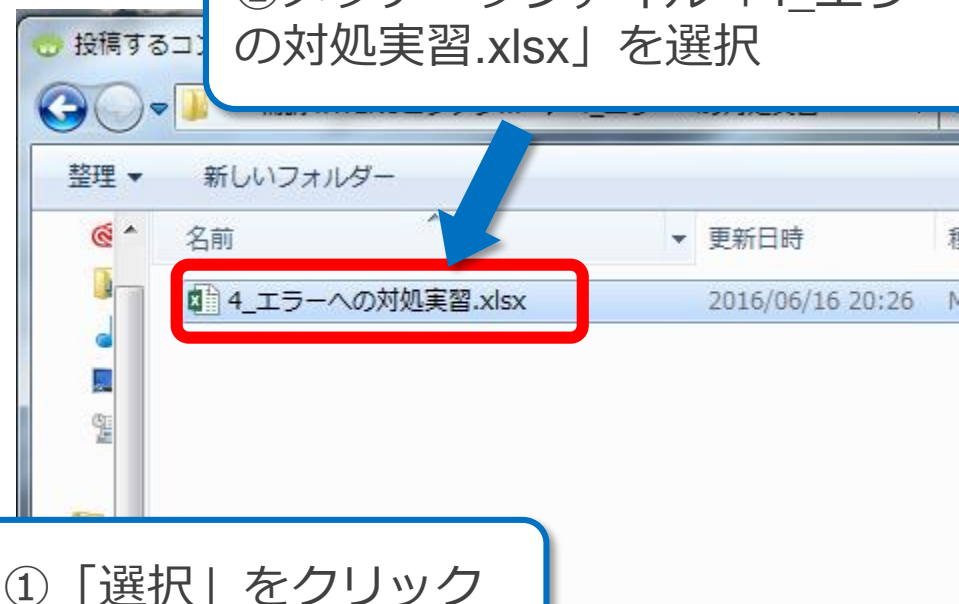 の対処実習.xlsx」を選択
投稿するコン
整理 新しいフォルダー
名前 更新日時
4_エラーへの対処実習.xlsx 2016/06/16 20:26
①「選択」をクリック